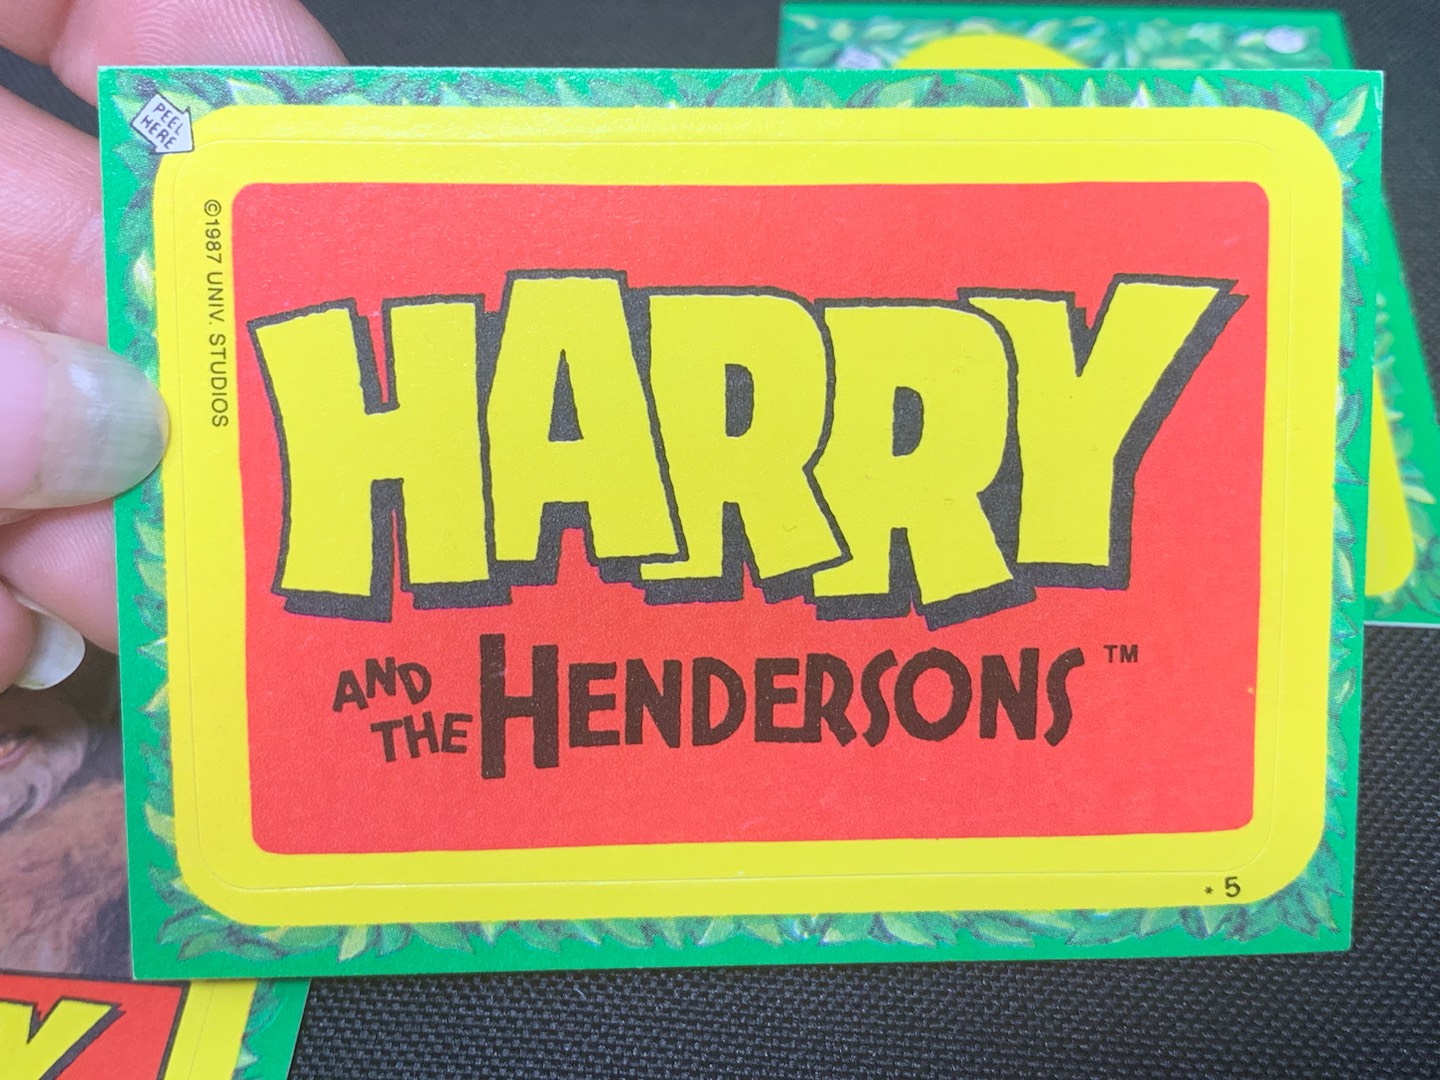 PEEL
HERE
©1987 UNIV. STUDIOS
HARRY
AND
THE HENDERSONS™
* 5
Y